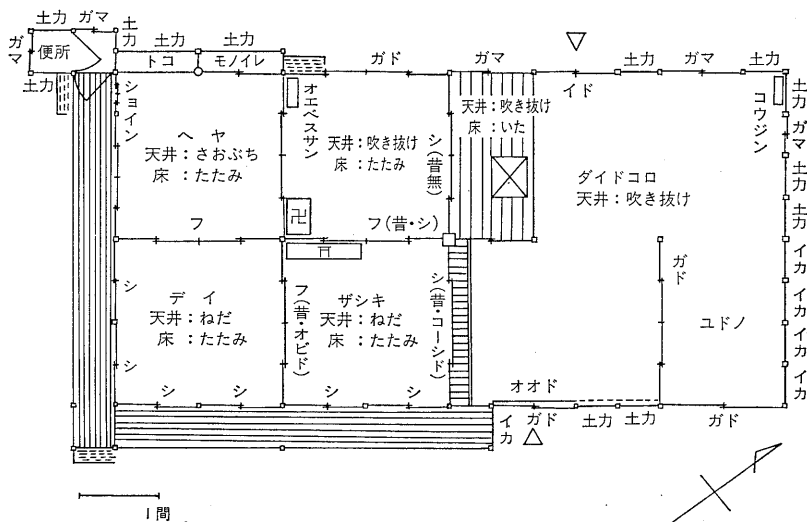 土カ ガマ
ガマ
便所
土カ
土カ
土カ 土カ
トコ モノイレ
ガド
ガマ
イド
土カ ガマ 土カ
ショイン
ヘヤ
天井：さおぶち
床：たたみ
オエベスサン
天井：吹き抜け
床：たたみ
卍
シ(昔無)
天井：吹き抜け
床：いた
ダイドコロ
天井：吹き抜け
コウジン
土カ
ガマ
土カ
土カ
イカ
イカ
イカ
イカ
フ
フ(昔・シ)
シ
シ
デイ
天井：ねだ
床：たたみ
フ(昔・オビド)
ザシキ
天井：ねだ
床：たたみ
シ(昔・コーシド)
ガド
ユドノ
シ シ シ シ
オオド
イカ
ガド 土カ 土カ ガド
1間